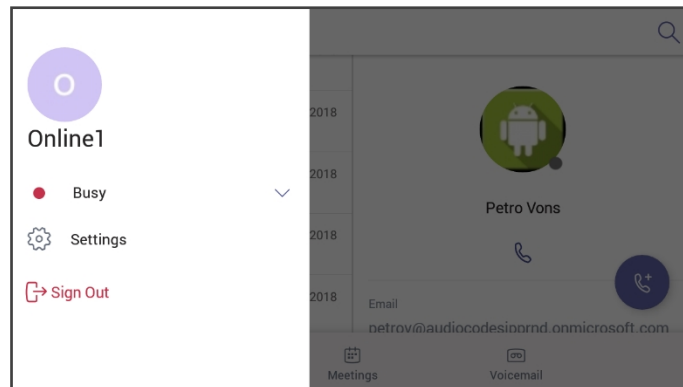 O
Online1
Busy
Settings
Sign Out
2018
2018
2018
2018
Petro Vons
Email
petrov@audiocodesipprnd.onmicrosoft.com
Meetings
Voicemail